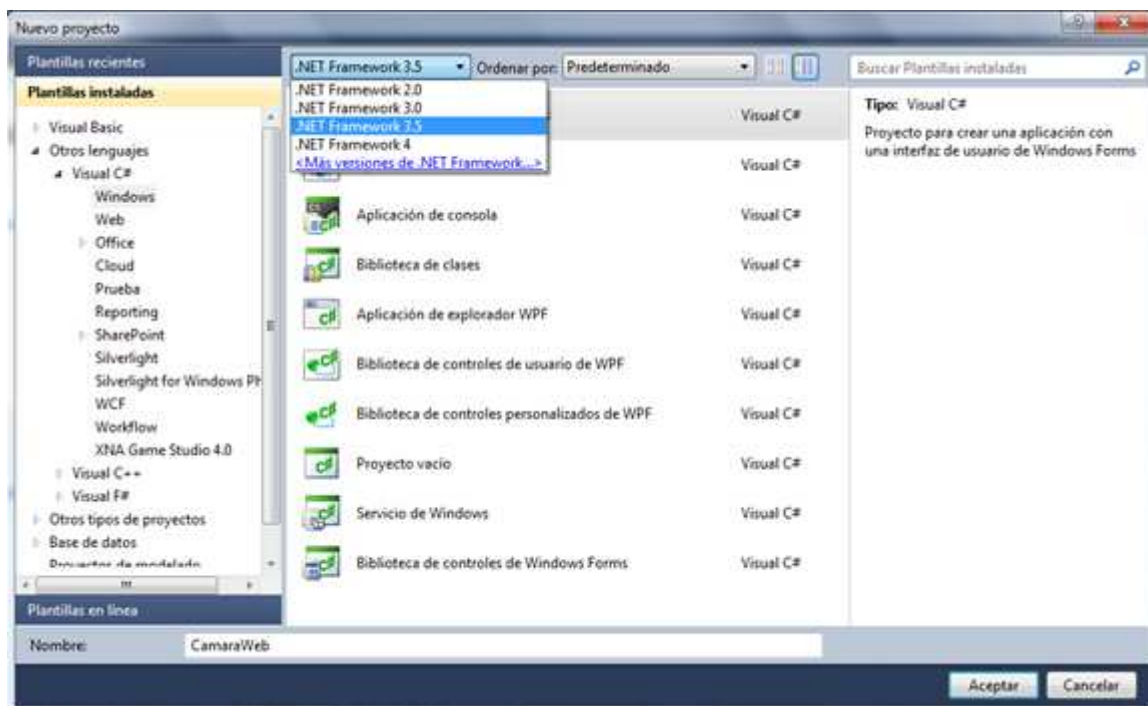 Nuevo proyecto
Plantillas recientes
Plantillas instaladas
Visual Basic
Otros lenguajes
Visual C#
Windows
Web
Office
Cloud
Prueba
Reporting
SharePoint
Silverlight
Silverlight for Windows Ph
WCF
Workflow
XNA Game Studio 4.0
Visual C++
Visual F#
Otros tipos de proyectos
Base de datos
Proyectos de modelado
Plantillas en línea
.NET Framework 3.5
Ordenar por: Predeterminado
.NET Framework 2.0
.NET Framework 3.0
.NET Framework 3.5
.NET Framework 4
<Más versiones de .NET Framework...>
Visual C#
Visual C#
Aplicación de consola Visual C#
Biblioteca de clases Visual C#
Aplicación de explorador WPF Visual C#
Biblioteca de controles de usuario de WPF Visual C#
Biblioteca de controles personalizados de WPF Visual C#
Proyecto vacío Visual C#
Servicio de Windows Visual C#
Biblioteca de controles de Windows Forms Visual C#
Buscar Plantillas instaladas
Tipo: Visual C#
Proyecto para crear una aplicación con
una interfaz de usuario de Windows Forms
Nombre: CamaraWeb
Aceptar Cancelar